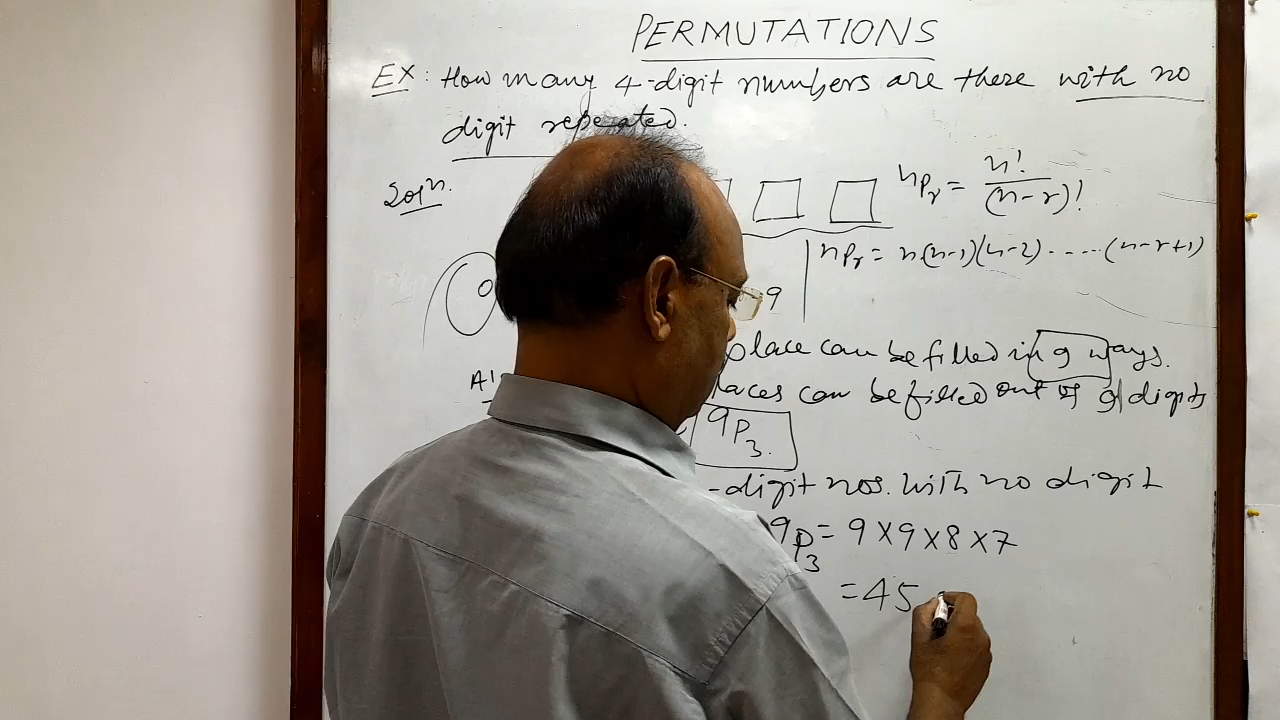 PERMUTATIONS
EX: How many 4-digit numbers are there with no
digit repeated.
Solⁿ.
nPr = n!/(n-r)!
nPr = n(n-1)(n-2).....(n-r+1)
0
9
place can be filled in 9 ways.
can be filled out of 9 digits
9P3.
-digit nos. with no digit
9P3 = 9×9×8×7
=45